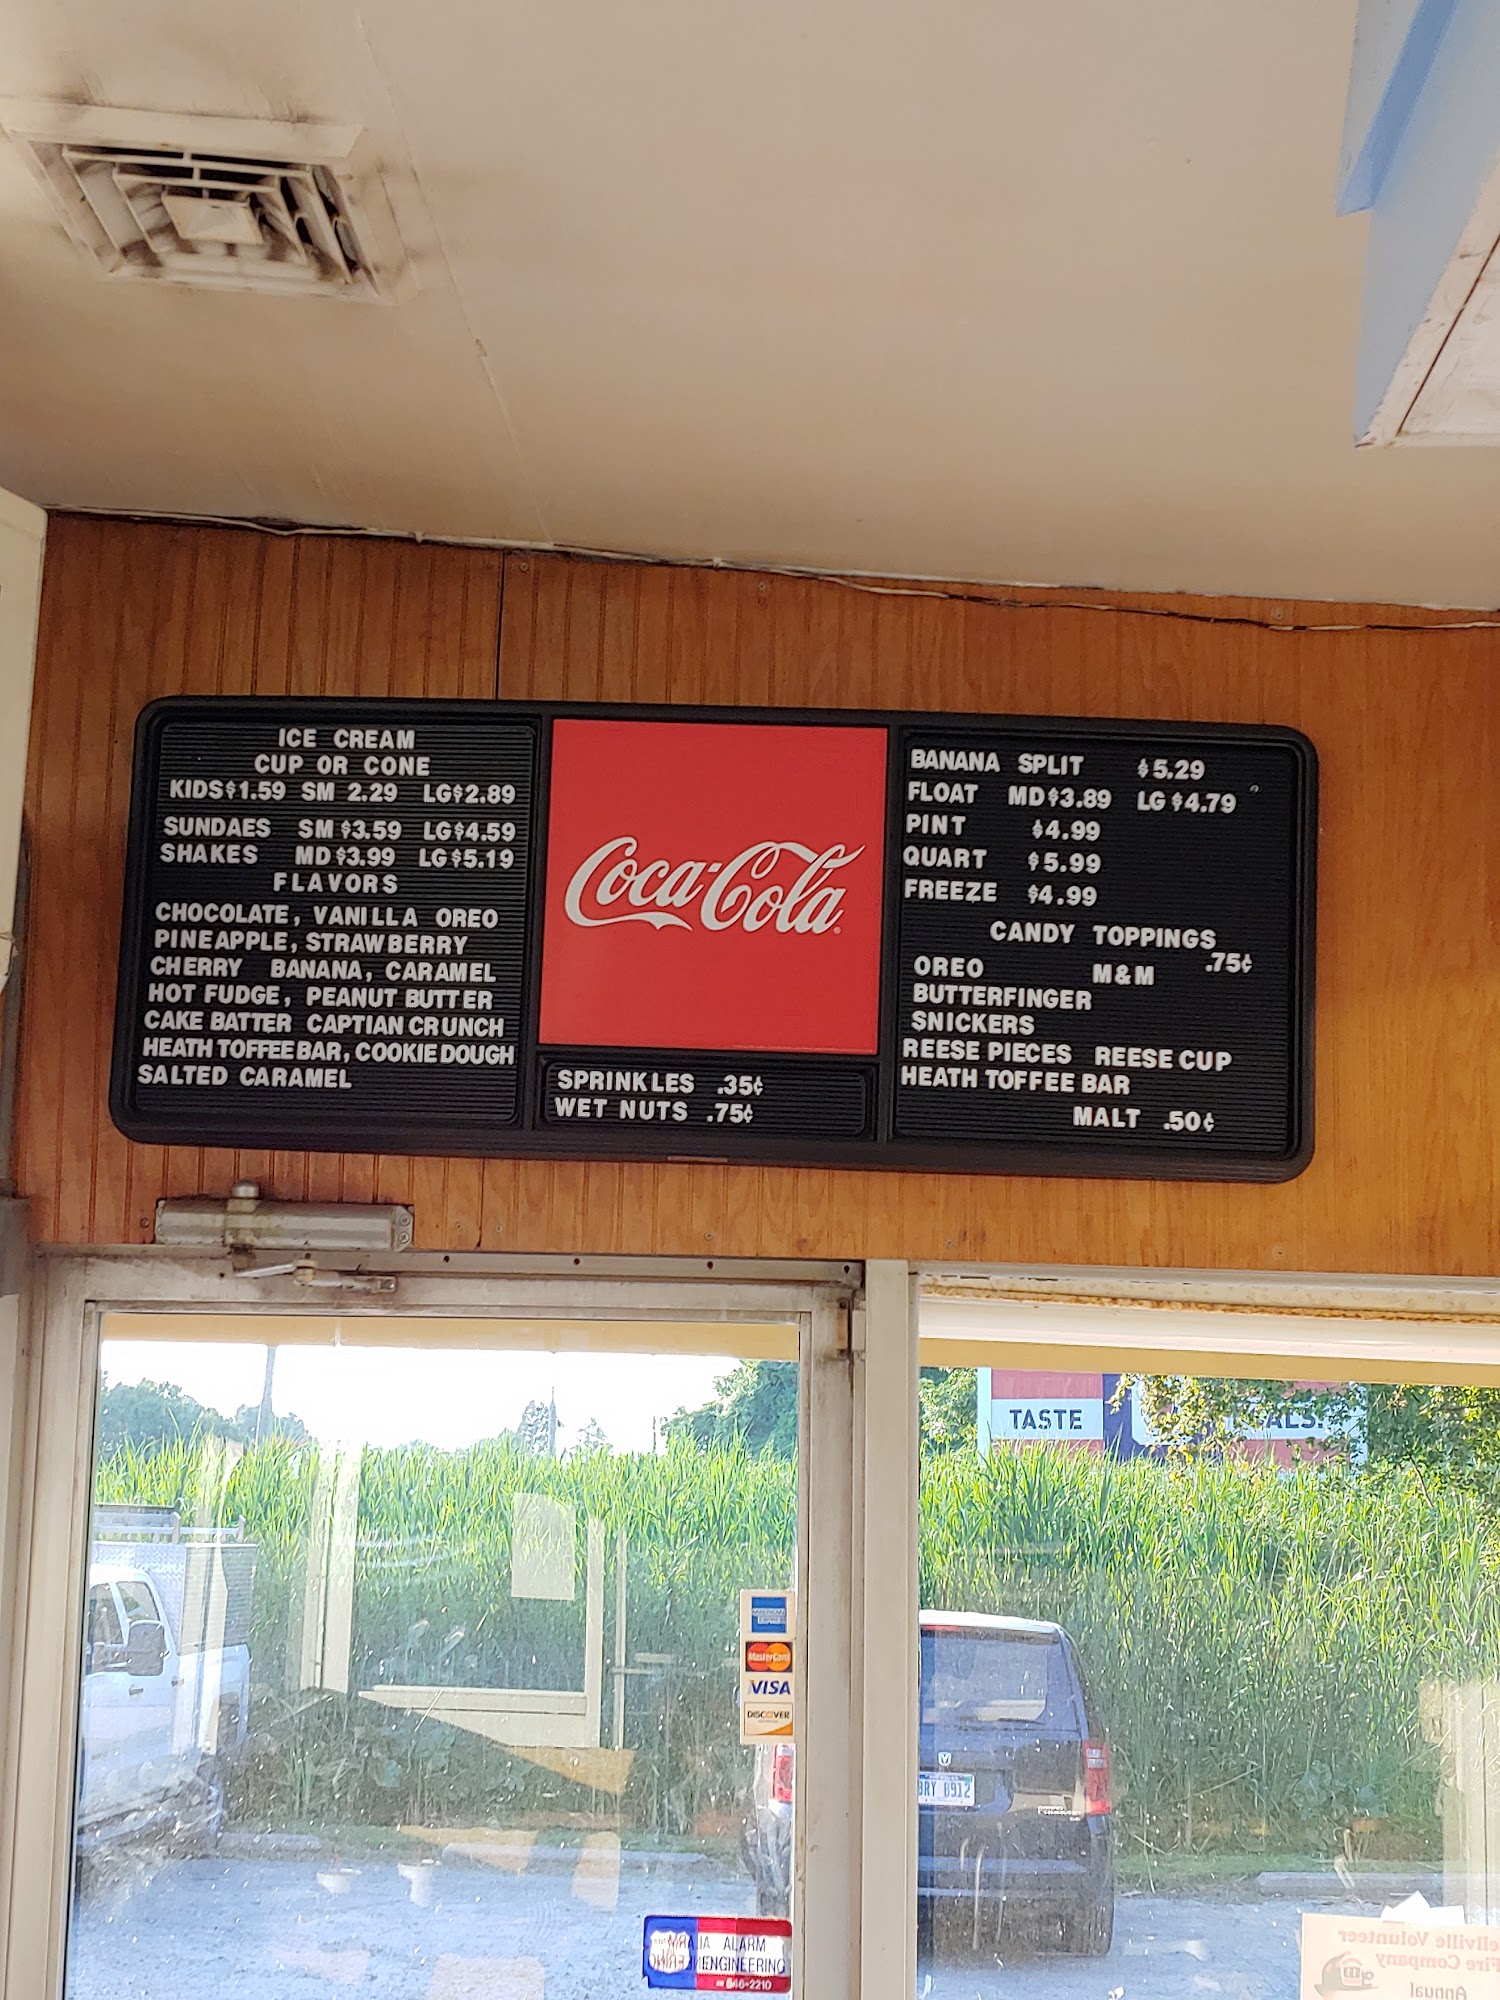 ICE CREAM
CUP OR CONE
KIDS $1.59 SM 2.29 LG $2.89
SUNDAES SM $3.59 LG $4.59
SHAKES MD $3.99 LG $5.19
FLAVORS
CHOCOLATE, VANILLA OREO
PINEAPPLE, STRAWBERRY
CHERRY BANANA, CARAMEL
HOT FUDGE, PEANUT BUTTER
CAKE BATTER CAPTIAN CRUNCH
HEATH TOFFEE BAR, COOKIE DOUGH
SALTED CARAMEL
Coca-Cola
SPRINKLES .35¢
WET NUTS .75¢
BANANA SPLIT $5.29
FLOAT MD $3.89 LG $4.79
PINT $4.99
QUART $5.99
FREEZE $4.99
CANDY TOPPINGS .75¢
OREO M&M
BUTTERFINGER
SNICKERS
REESE PIECES REESE CUP
HEATH TOFFEE BAR
MALT .50¢
TASTE
MasterCard
VISA
DISCOVER
ALARM
ENGINEERING
Volunteer
Fire Company
Annual